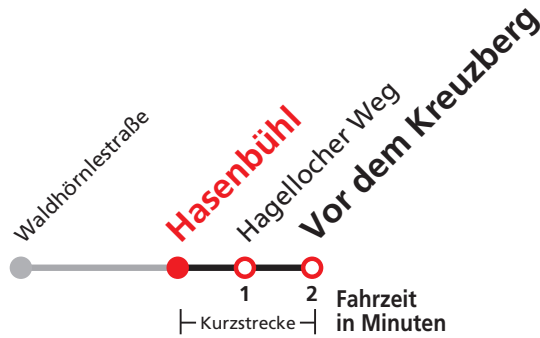 Waldhörnlestraße
Hasenbühl
Hagellocher Weg
Vor dem Kreuzberg
1
2
Fahrzeit
in Minuten
Kurzstrecke